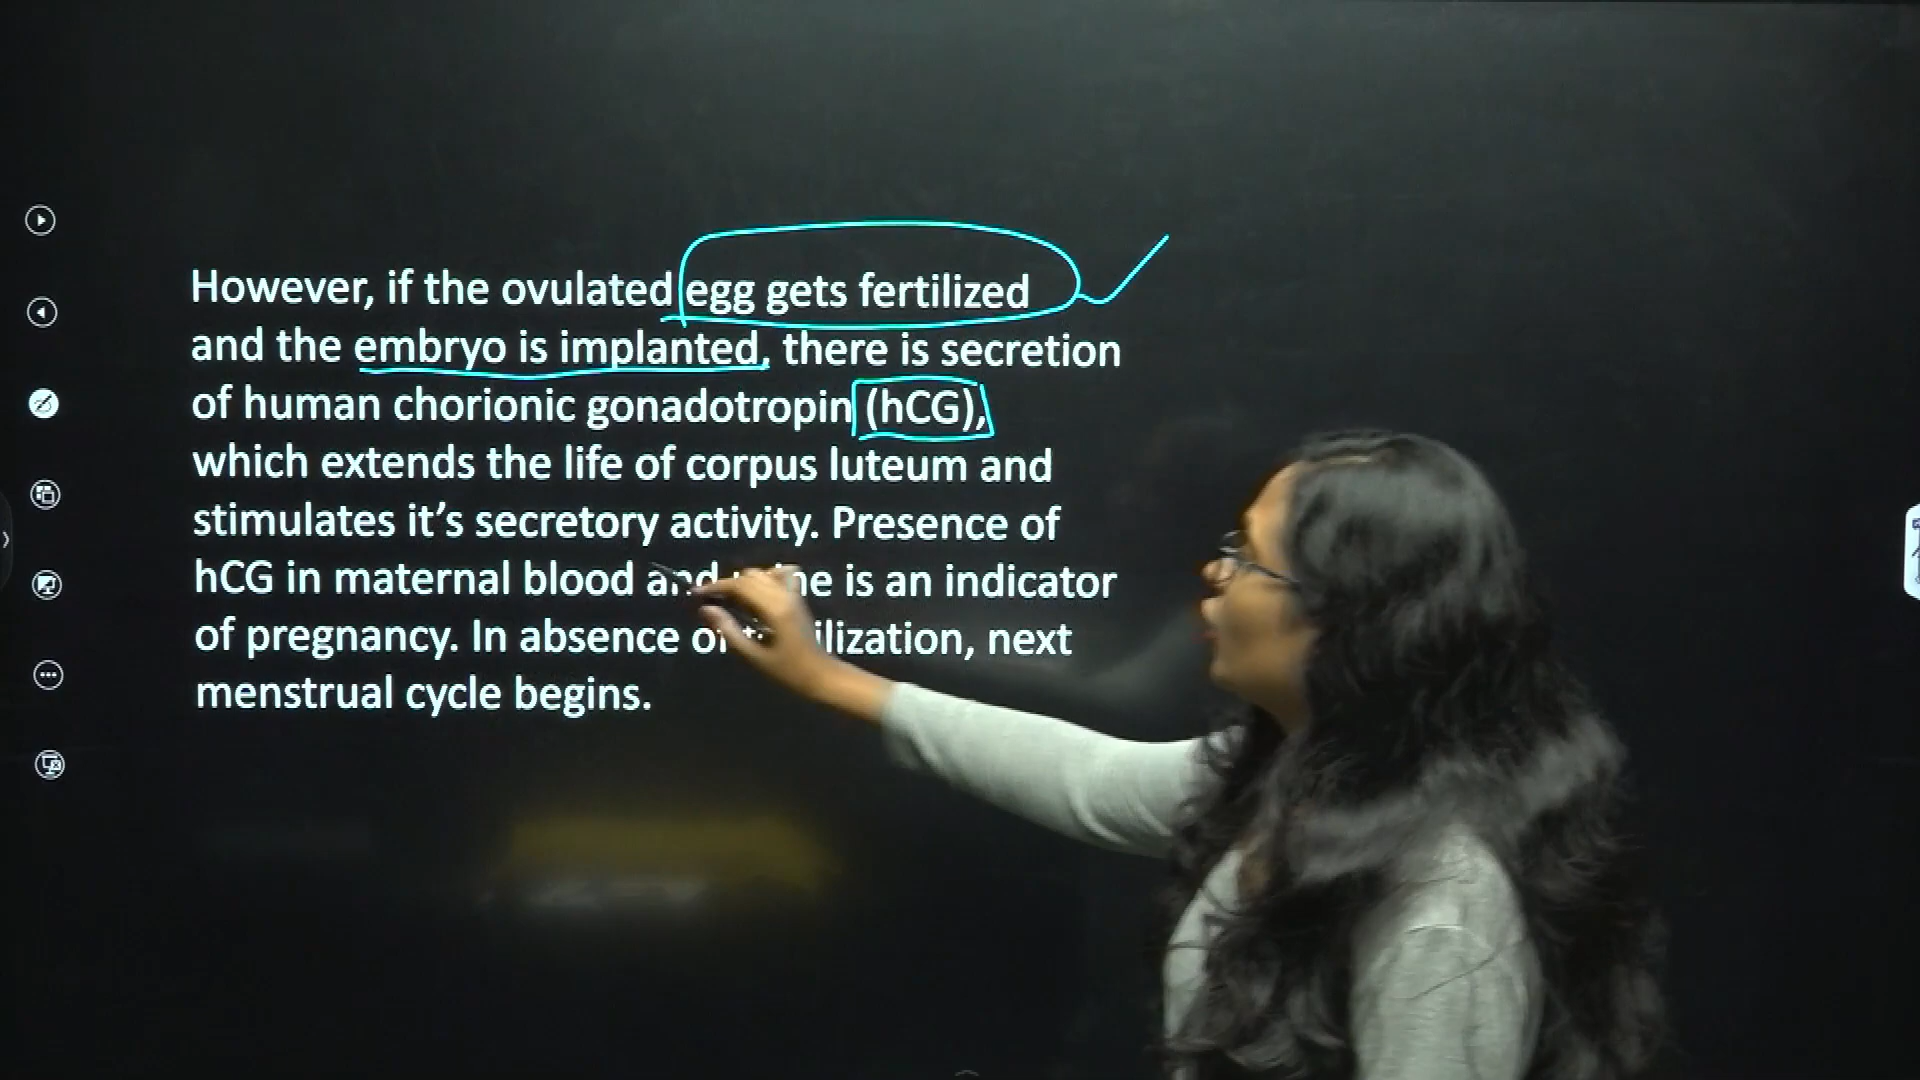 However, if the ovulated egg gets fertilized
and the embryo is implanted, there is secretion
of human chorionic gonadotropin (hCG),
which extends the life of corpus luteum and
stimulates it's secretory activity. Presence of
hCG in maternal blood and is an indicator
of pregnancy. In absence of next
menstrual cycle begins.